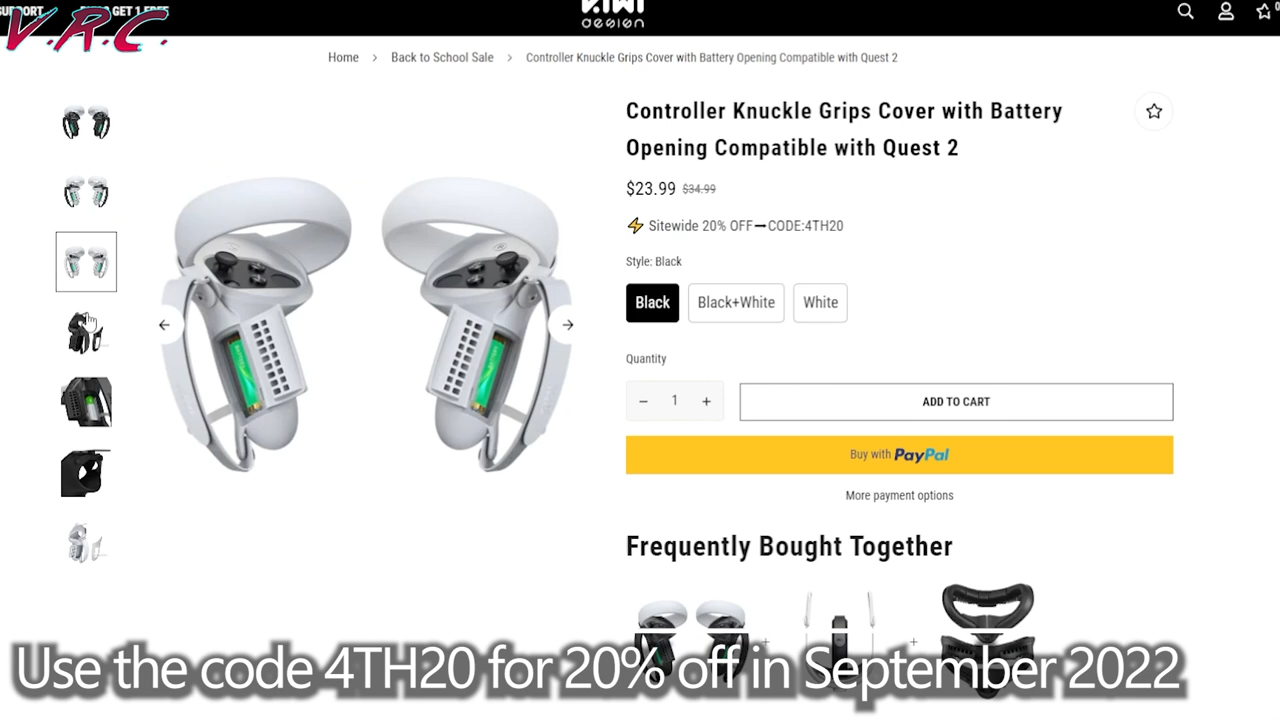 V.R.C.
KIWI
design
Home > Back to School Sale > Controller Knuckle Grips Cover with Battery Opening Compatible with Quest 2
Controller Knuckle Grips Cover with Battery
Opening Compatible with Quest 2
$23.99 $34.99
⚡ Sitewide 20% OFF➞CODE:4TH20
Style: Black
Black Black+White White
Quantity
− 1 +
ADD TO CART
Buy with PayPal
More payment options
Frequently Bought Together
Use the code 4TH20 for 20% off in September 2022